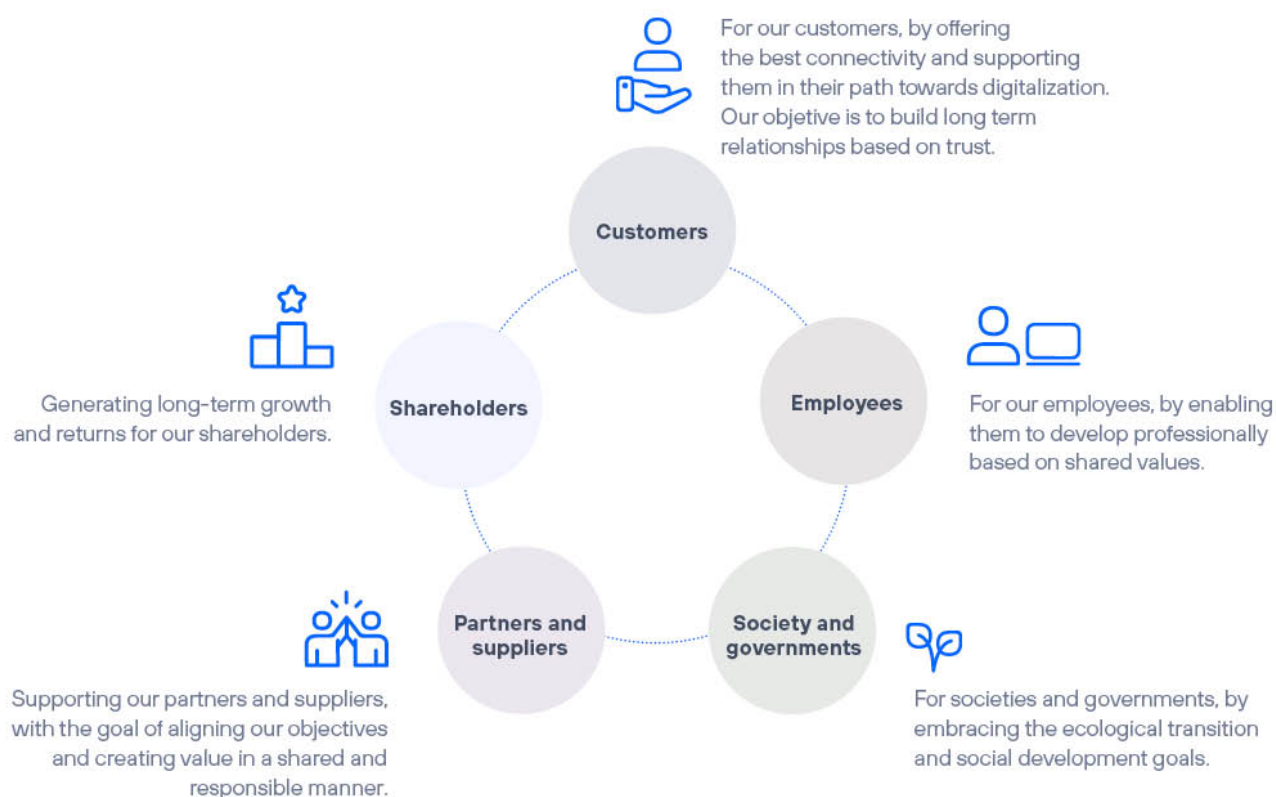 For our customers, by offering
the best connectivity and supporting
them in their path towards digitalization.
Our objetive is to build long term
relationships based on trust.
Customers
Employees
For our employees, by enabling
them to develop professionally
based on shared values.
Society and
governments
For societies and governments, by
embracing the ecological transition
and social development goals.
Partners and
suppliers
Supporting our partners and suppliers,
with the goal of aligning our objectives
and creating value in a shared and
responsible manner.
Shareholders
Generating long-term growth
and returns for our shareholders.